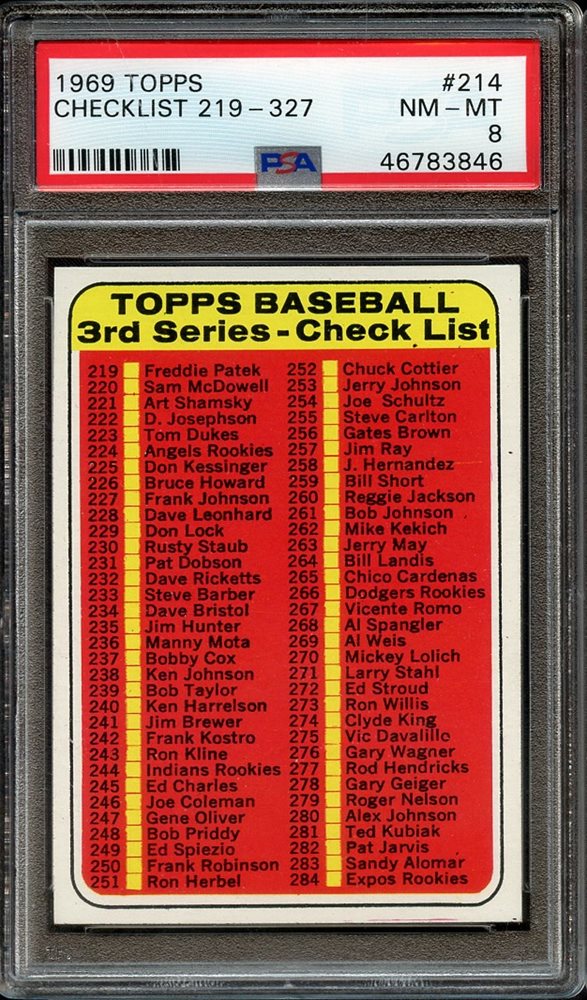 1969 TOPPS #214
CHECKLIST 219-327 NM-MT
8
PSA 46783846
TOPPS BASEBALL
3rd Series - Check List
219 Freddie Patek
220 Sam McDowell
221 Art Shamsky
222 D. Josephson
223 Tom Dukes
224 Angels Rookies
225 Don Kessinger
226 Bruce Howard
227 Frank Johnson
228 Dave Leonhard
229 Don Lock
230 Rusty Staub
231 Pat Dobson
232 Dave Ricketts
233 Steve Barber
234 Dave Bristol
235 Jim Hunter
236 Manny Mota
237 Bobby Cox
238 Ken Johnson
239 Bob Taylor
240 Ken Harrelson
241 Jim Brewer
242 Frank Kostro
243 Ron Kline
244 Indians Rookies
245 Ed Charles
246 Joe Coleman
247 Gene Oliver
248 Bob Priddy
249 Ed Spiezio
250 Frank Robinson
251 Ron Herbel
252 Chuck Cottier
253 Jerry Johnson
254 Joe Schultz
255 Steve Carlton
256 Gates Brown
257 Jim Ray
258 J. Hernandez
259 Bill Short
260 Reggie Jackson
261 Bob Johnson
262 Mike Kekich
263 Jerry May
264 Bill Landis
265 Chico Cardenas
266 Dodgers Rookies
267 Vicente Romo
268 Al Spangler
269 Al Weis
270 Mickey Lolich
271 Larry Stahl
272 Ed Stroud
273 Ron Willis
274 Clyde King
275 Vic Davalillo
276 Gary Wagner
277 Rod Hendricks
278 Gary Geiger
279 Roger Nelson
280 Alex Johnson
281 Ted Kubiak
282 Pat Jarvis
283 Sandy Alomar
284 Expos Rookies